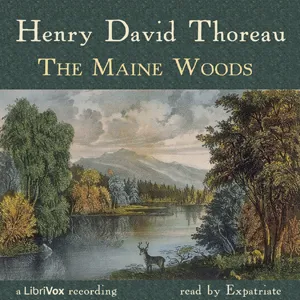 Henry David Thoreau
The Maine Woods
a LibriVox recording
read by Expatriate